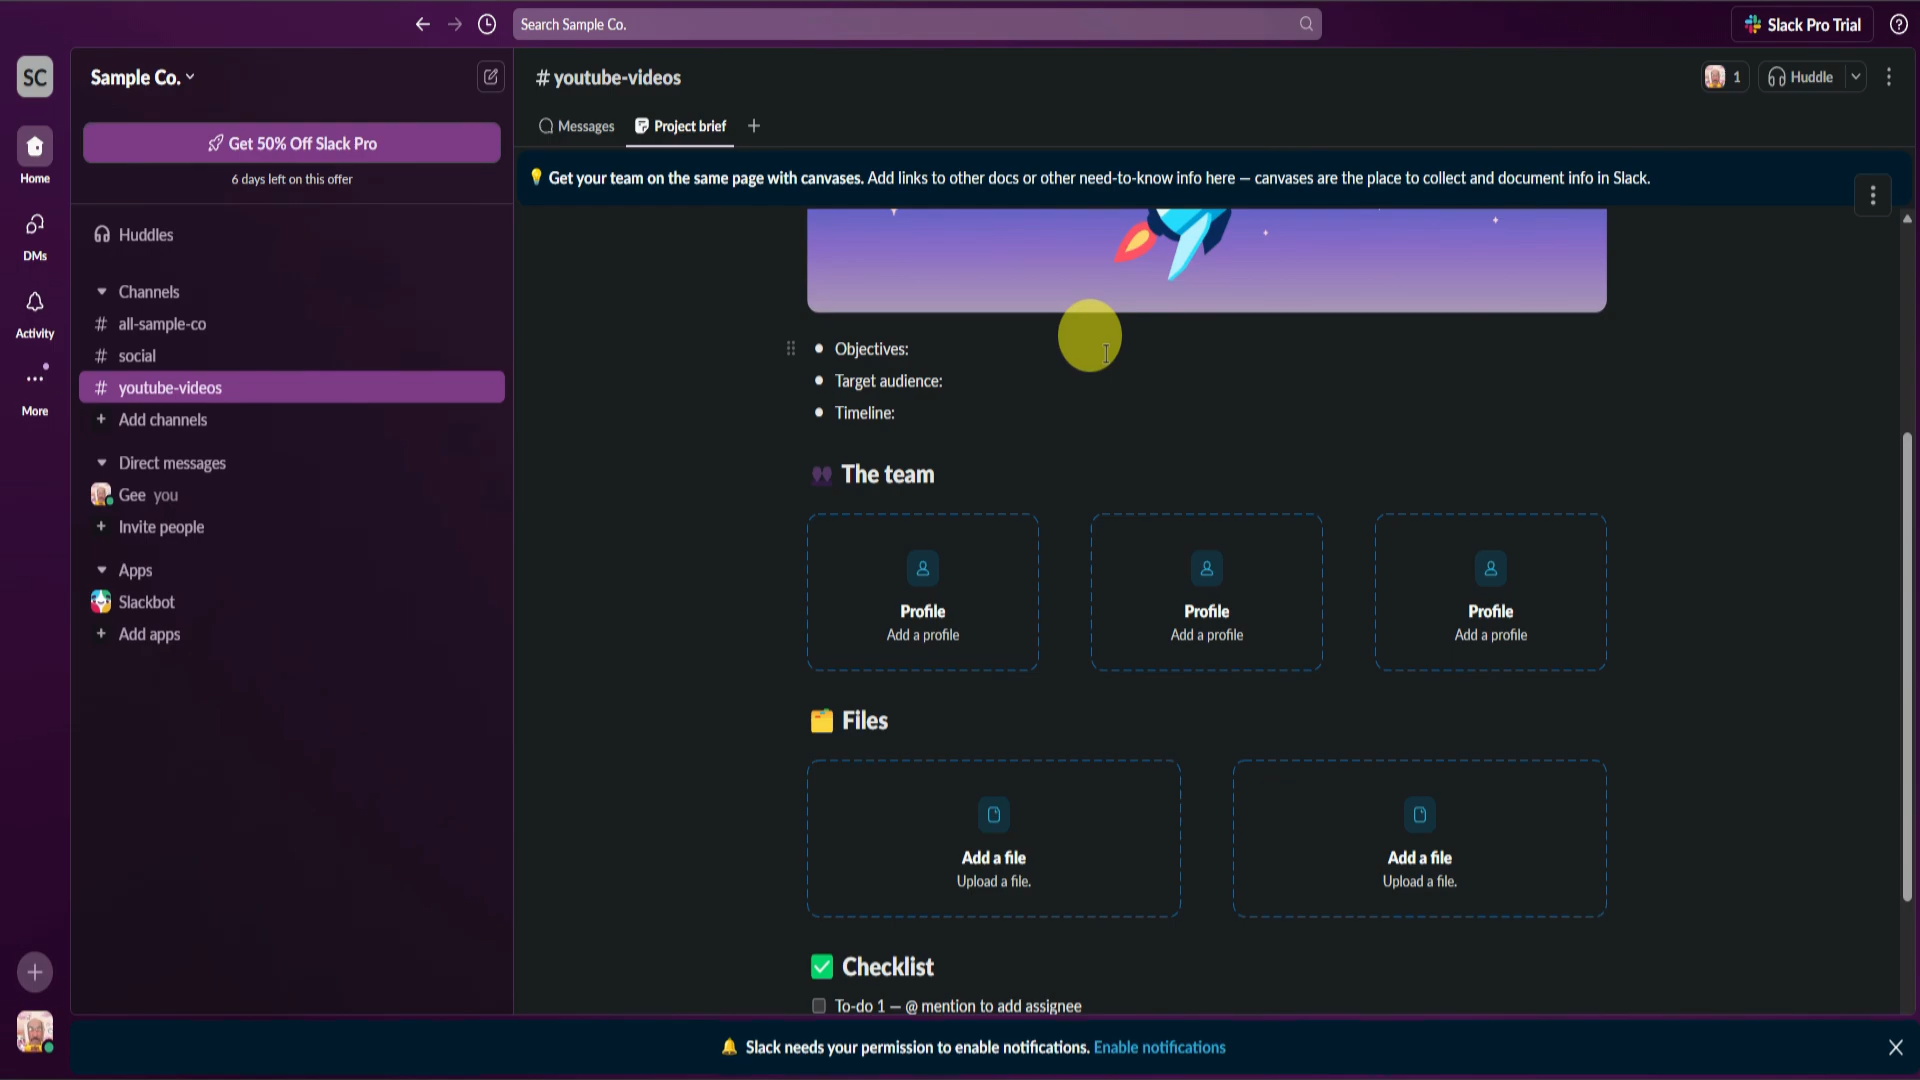 Search Sample Co.
Slack Pro Trial
SC
Sample Co.
Get 50% Off Slack Pro
6 days left on this offer
Home
DMs
Activity
More
Huddles
Channels
# all-sample-co
# social
# youtube-videos
+ Add channels
Direct messages
Gee you
+ Invite people
Apps
Slackbot
+ Add apps
# youtube-videos
1
Huddle
Messages
Project brief
Get your team on the same page with canvases. Add links to other docs or other need-to-know info here — canvases are the place to collect and document info in Slack.
Objectives:
Target audience:
Timeline:
The team
Profile
Add a profile
Profile
Add a profile
Profile
Add a profile
Files
Add a file
Upload a file.
Add a file
Upload a file.
Checklist
To-do 1 — @ mention to add assignee
Slack needs your permission to enable notifications. Enable notifications